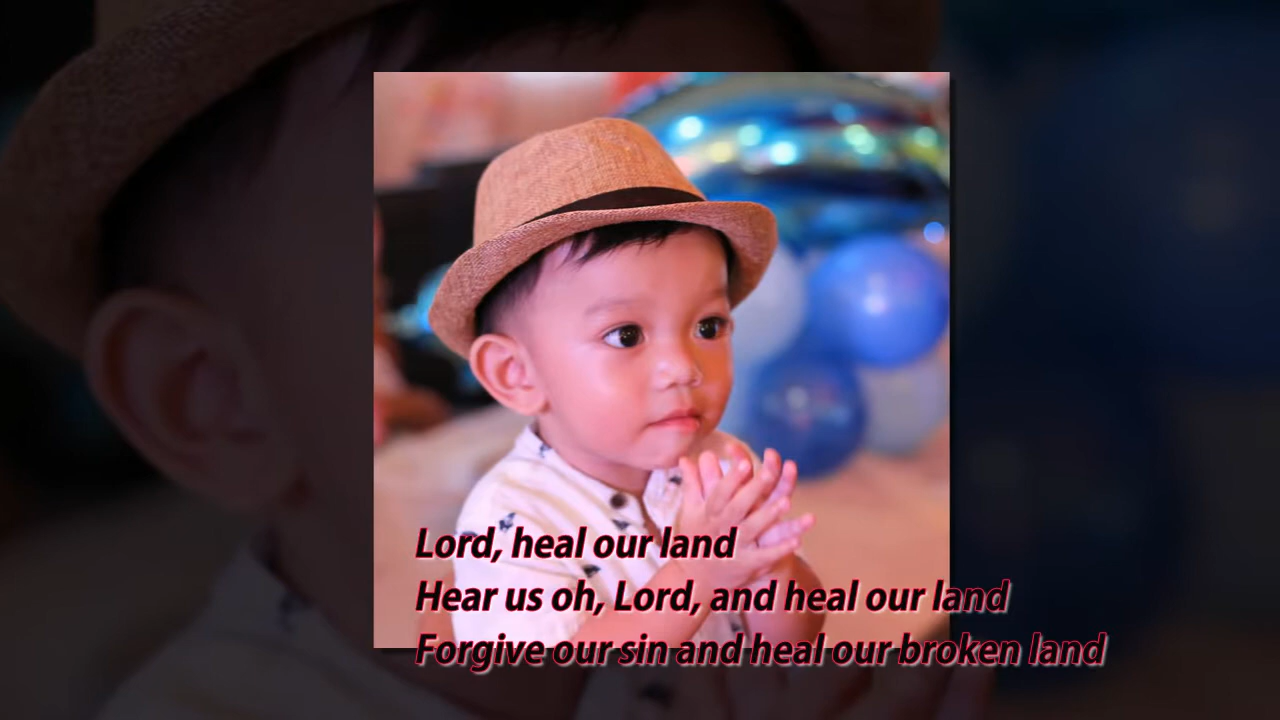 Lord, heal our land
Hear us oh, Lord, and heal our land
Forgive our sin and heal our broken land